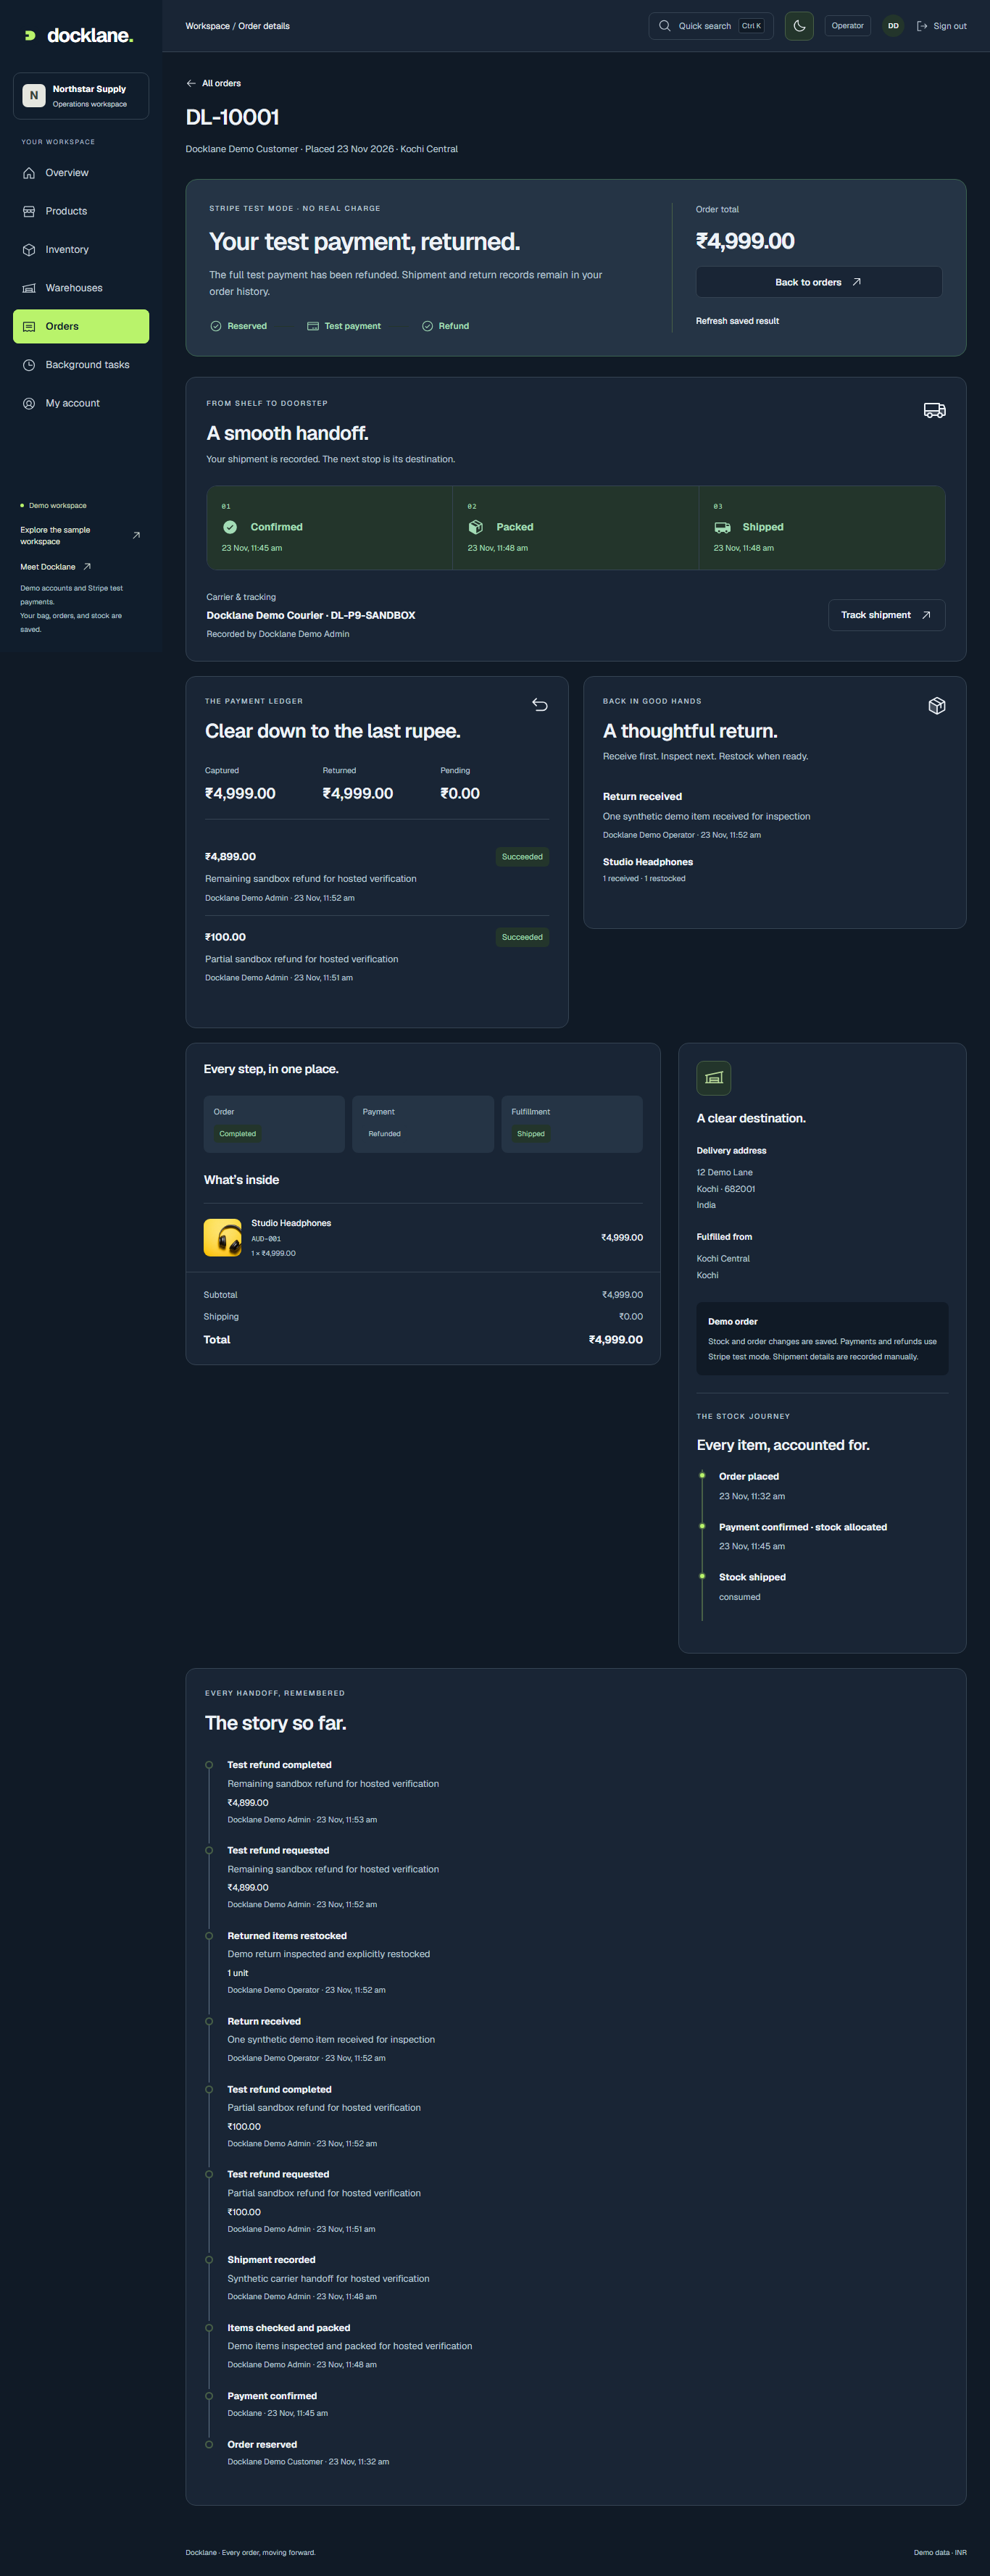 docklane.
N
Northstar Supply
Operations workspace
YOUR WORKSPACE
Overview
Products
Inventory
Warehouses
Orders
Background tasks
My account
Demo workspace
Explore the sample
workspace
Meet Docklane
Demo accounts and Stripe test
payments.
Your bag, orders, and stock are
saved.
Workspace / Order details
Quick search Ctrl K
Operator
DD
Sign out
All orders
DL-10001
Docklane Demo Customer · Placed 23 Nov 2026 · Kochi Central
STRIPE TEST MODE · NO REAL CHARGE
Your test payment, returned.
The full test payment has been refunded. Shipment and return records remain in your
order history.
Reserved
Test payment
Refund
Order total
₹4,999.00
Back to orders
Refresh saved result
FROM SHELF TO DOORSTEP
A smooth handoff.
Your shipment is recorded. The next stop is its destination.
01
Confirmed
23 Nov, 11:45 am
02
Packed
23 Nov, 11:48 am
03
Shipped
23 Nov, 11:48 am
Carrier & tracking
Docklane Demo Courier · DL-P9-SANDBOX
Recorded by Docklane Demo Admin
Track shipment
THE PAYMENT LEDGER
Clear down to the last rupee.
Captured
₹4,999.00
Returned
₹4,999.00
Pending
₹0.00
₹4,899.00
Succeeded
Remaining sandbox refund for hosted verification
Docklane Demo Admin · 23 Nov, 11:52 am
₹100.00
Succeeded
Partial sandbox refund for hosted verification
Docklane Demo Admin · 23 Nov, 11:51 am
BACK IN GOOD HANDS
A thoughtful return.
Receive first. Inspect next. Restock when ready.
Return received
One synthetic demo item received for inspection
Docklane Demo Operator · 23 Nov, 11:52 am
Studio Headphones
1 received · 1 restocked
Every step, in one place.
Order
Completed
Payment
Refunded
Fulfillment
Shipped
What's inside
Studio Headphones
AUD-001
1 × ₹4,999.00
₹4,999.00
Subtotal ₹4,999.00
Shipping ₹0.00
Total ₹4,999.00
A clear destination.
Delivery address
12 Demo Lane
Kochi · 682001
India
Fulfilled from
Kochi Central
Kochi
Demo order
Stock and order changes are saved. Payments and refunds use
Stripe test mode. Shipment details are recorded manually.
THE STOCK JOURNEY
Every item, accounted for.
Order placed
23 Nov, 11:32 am
Payment confirmed · stock allocated
23 Nov, 11:45 am
Stock shipped
consumed
EVERY HANDOFF, REMEMBERED
The story so far.
Test refund completed
Remaining sandbox refund for hosted verification
₹4,899.00
Docklane Demo Admin · 23 Nov, 11:53 am
Test refund requested
Remaining sandbox refund for hosted verification
₹4,899.00
Docklane Demo Admin · 23 Nov, 11:52 am
Returned items restocked
Demo return inspected and explicitly restocked
1 unit
Docklane Demo Operator · 23 Nov, 11:52 am
Return received
One synthetic demo item received for inspection
Docklane Demo Operator · 23 Nov, 11:52 am
Test refund completed
Partial sandbox refund for hosted verification
₹100.00
Docklane Demo Admin · 23 Nov, 11:52 am
Test refund requested
Partial sandbox refund for hosted verification
₹100.00
Docklane Demo Admin · 23 Nov, 11:51 am
Shipment recorded
Synthetic carrier handoff for hosted verification
Docklane Demo Admin · 23 Nov, 11:48 am
Items checked and packed
Demo items inspected and packed for hosted verification
Docklane Demo Admin · 23 Nov, 11:48 am
Payment confirmed
Docklane · 23 Nov, 11:45 am
Order reserved
Docklane Demo Customer · 23 Nov, 11:32 am
Docklane · Every order, moving forward.
Demo data · INR